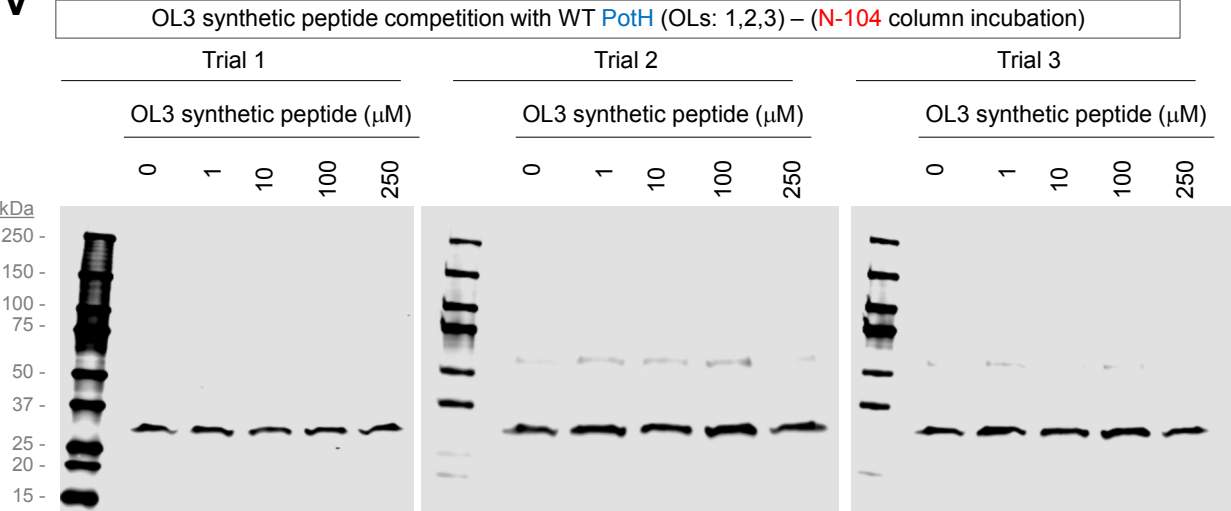 OL3 synthetic peptide competition with WT PotH (OLs: 1,2,3) – (N-104 column incubation)
Trial 1 Trial 2 Trial 3
OL3 synthetic peptide (μM) OL3 synthetic peptide (μM) OL3 synthetic peptide (μM)
0 1 10 100 250 0 1 10 100 250 0 1 10 100 250
kDa
250 -
150 -
100 -
75 -
50 -
37 -
25 -
20 -
15 -